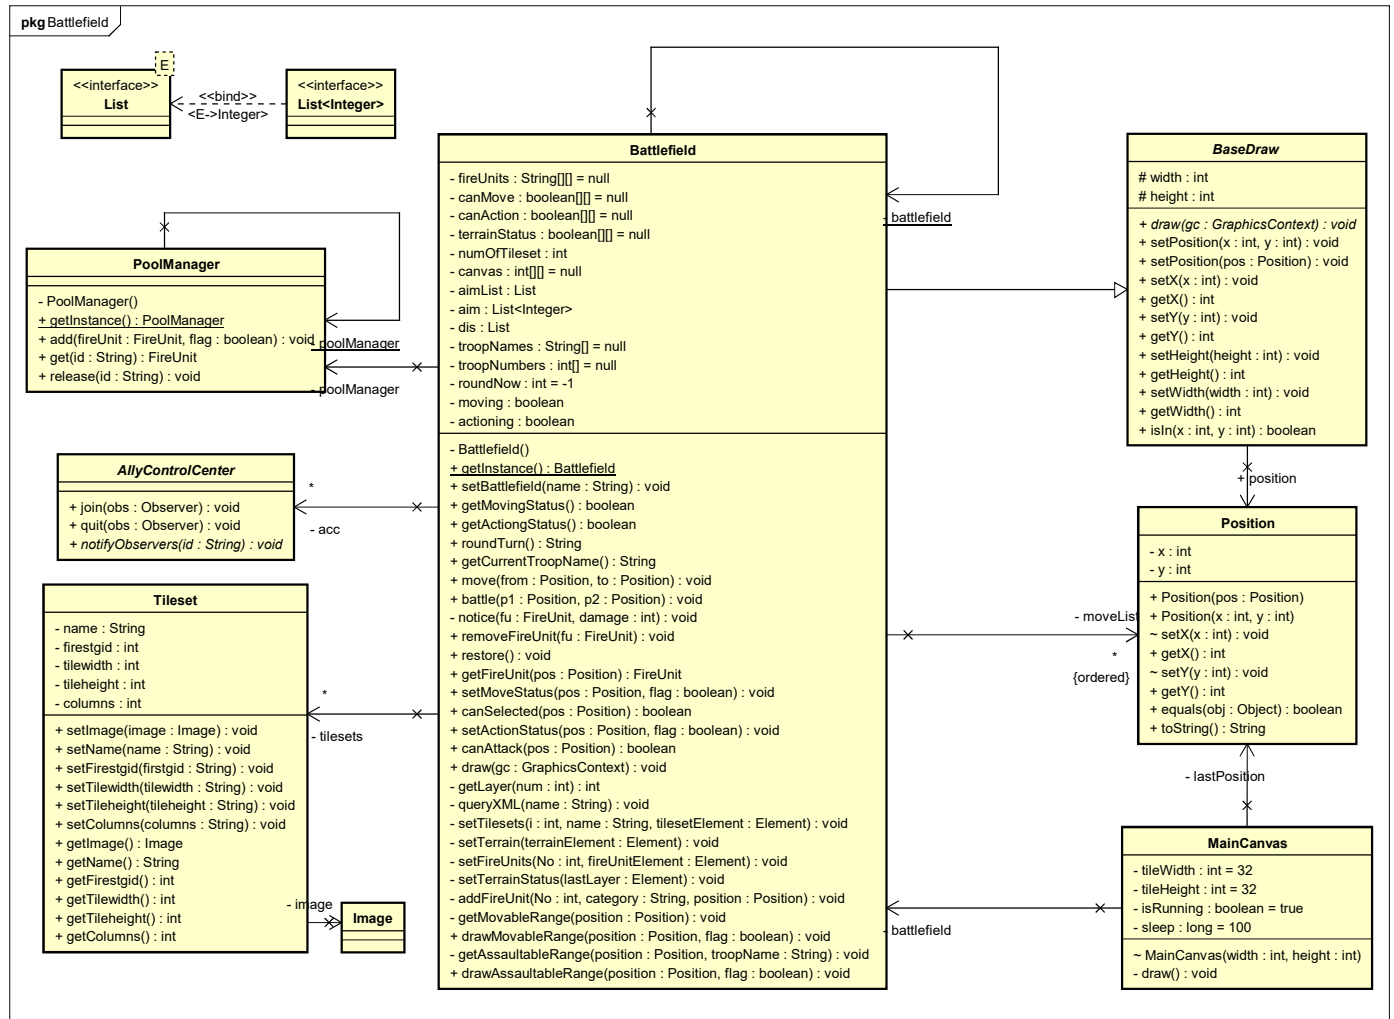 pkg Battlefield
E
<<interface>>
List
<<bind>>
<E->Integer>
<<interface>>
List<Integer>
PoolManager
- PoolManager()
+ getInstance() : PoolManager
+ add(fireUnit : FireUnit, flag : boolean) : void
+ get(id : String) : FireUnit
+ release(id : String) : void
- poolManager
- poolManager
AllyControlCenter
+ join(obs : Observer) : void
+ quit(obs : Observer) : void
+ notifyObservers(id : String) : void
*
- acc
Tileset
- name : String
- firestgid : int
- tilewidth : int
- tileheight : int
- columns : int
+ setImage(image : Image) : void
+ setName(name : String) : void
+ setFirestgid(firstgid : String) : void
+ setTilewidth(tilewidth : String) : void
+ setTileheight(tileheight : String) : void
+ setColumns(columns : String) : void
+ getImage() : Image
+ getName() : String
+ getFirestgid() : int
+ getTilewidth() : int
+ getTileheight() : int
+ getColumns() : int
*
- tilesets
- image
Image
Battlefield
- fireUnits : String[][] = null
- canMove : boolean[][] = null
- canAction : boolean[][] = null
- terrainStatus : boolean[][] = null
- numOfTileset : int
- canvas : int[][] = null
- aimList : List
- aim : List<Integer>
- dis : List
- troopNames : String[] = null
- troopNumbers : int[] = null
- roundNow : int = -1
- moving : boolean
- actioning : boolean
- Battlefield()
+ getInstance() : Battlefield
+ setBattlefield(name : String) : void
+ getMovingStatus() : boolean
+ getActiongStatus() : boolean
+ roundTurn() : String
+ getCurrentTroopName() : String
+ move(from : Position, to : Position) : void
+ battle(p1 : Position, p2 : Position) : void
- notice(fu : FireUnit, damage : int) : void
+ removeFireUnit(fu : FireUnit) : void
+ restore() : void
+ getFireUnit(pos : Position) : FireUnit
+ setMoveStatus(pos : Position, flag : boolean) : void
+ canSelected(pos : Position) : boolean
+ setActionStatus(pos : Position, flag : boolean) : void
+ canAttack(pos : Position) : boolean
+ draw(gc : GraphicsContext) : void
- getLayer(num : int) : int
- queryXML(name : String) : void
- setTilesets(i : int, name : String, tilesetElement : Element) : void
- setTerrain(terrainElement : Element) : void
- setFireUnits(No : int, fireUnitElement : Element) : void
- setTerrainStatus(lastLayer : Element) : void
- addFireUnit(No : int, category : String, position : Position) : void
- getMovableRange(position : Position) : void
+ drawMovableRange(position : Position, flag : boolean) : void
- getAssaultableRange(position : Position, troopName : String) : void
+ drawAssaultableRange(position : Position, flag : boolean) : void
- battlefield
BaseDraw
# width : int
# height : int
+ draw(gc : GraphicsContext) : void
+ setPosition(x : int, y : int) : void
+ setPosition(pos : Position) : void
+ setX(x : int) : void
+ getX() : int
+ setY(y : int) : void
+ getY() : int
+ setHeight(height : int) : void
+ getHeight() : int
+ setWidth(width : int) : void
+ getWidth() : int
+ isIn(x : int, y : int) : boolean
+ position
Position
- x : int
- y : int
+ Position(pos : Position)
+ Position(x : int, y : int)
~ setX(x : int) : void
+ getX() : int
~ setY(y : int) : void
+ getY() : int
+ equals(obj : Object) : boolean
+ toString() : String
- moveList
*
{ordered}
- lastPosition
MainCanvas
- tileWidth : int = 32
- tileHeight : int = 32
- isRunning : boolean = true
- sleep : long = 100
~ MainCanvas(width : int, height : int)
- draw() : void
- battlefield